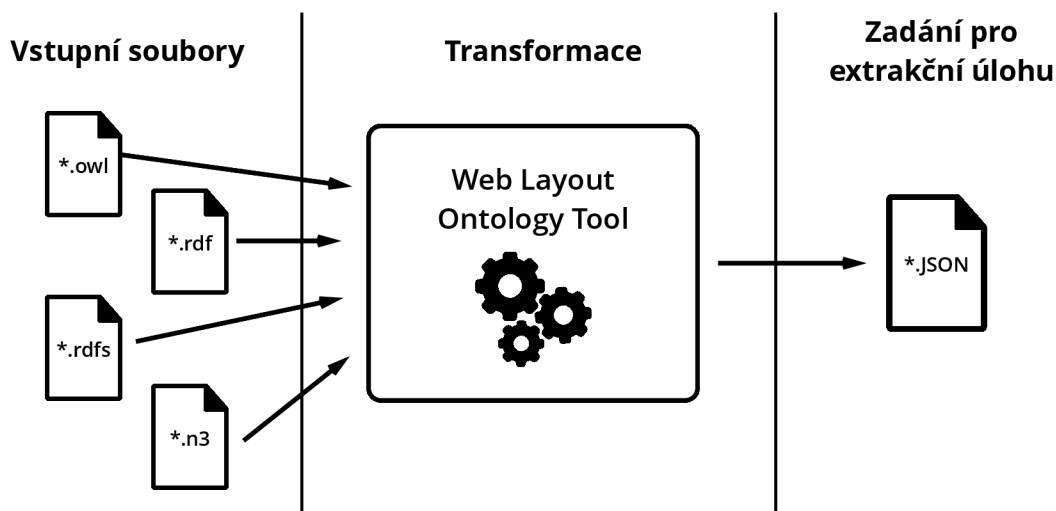 Vstupní soubory
*.owl
*.rdf
*.rdfs
*.n3
Transformace
Web Layout
Ontology Tool
Zadání pro
extrakční úlohu
*.JSON